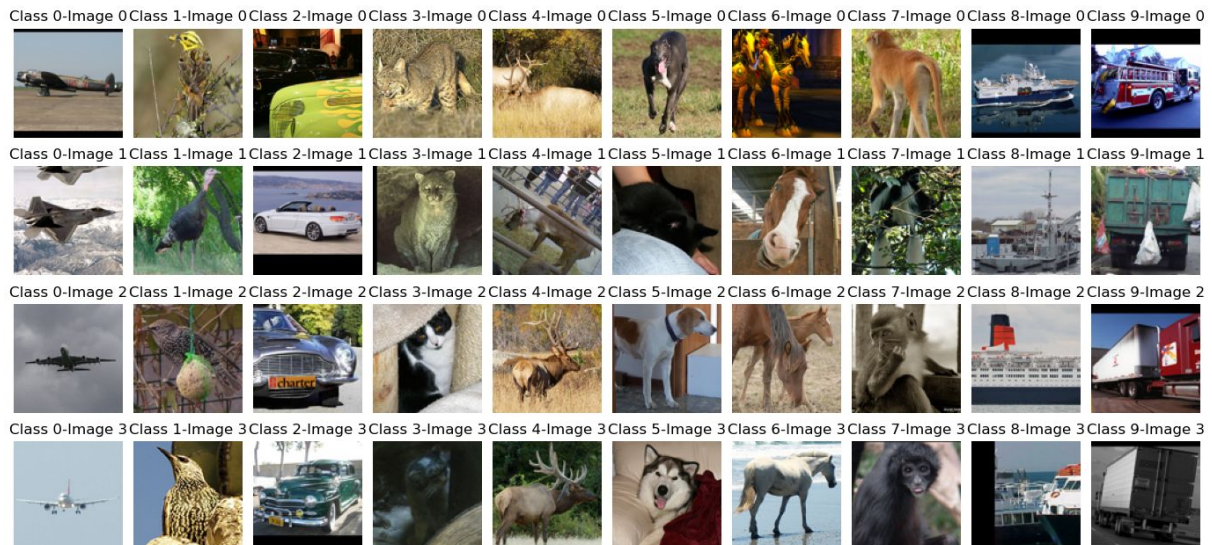 Class 0-Image 0 Class 1-Image 0 Class 2-Image 0 Class 3-Image 0 Class 4-Image 0 Class 5-Image 0 Class 6-Image 0 Class 7-Image 0 Class 8-Image 0 Class 9-Image 0
Class 0-Image 1 Class 1-Image 1 Class 2-Image 1 Class 3-Image 1 Class 4-Image 1 Class 5-Image 1 Class 6-Image 1 Class 7-Image 1 Class 8-Image 1 Class 9-Image 1
Class 0-Image 2 Class 1-Image 2 Class 2-Image 2 Class 3-Image 2 Class 4-Image 2 Class 5-Image 2 Class 6-Image 2 Class 7-Image 2 Class 8-Image 2 Class 9-Image 2
charter
Class 0-Image 3 Class 1-Image 3 Class 2-Image 3 Class 3-Image 3 Class 4-Image 3 Class 5-Image 3 Class 6-Image 3 Class 7-Image 3 Class 8-Image 3 Class 9-Image 3